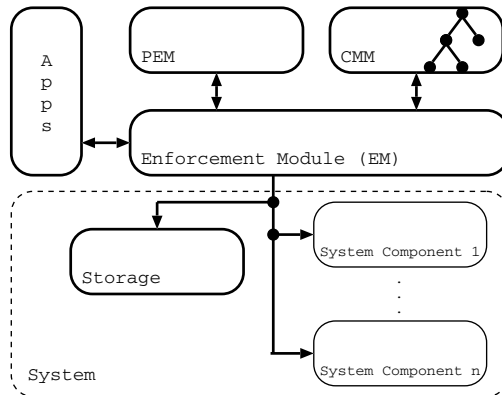 A
p
p
s
PEM
CMM
Enforcement Module (EM)
System Component 1
Storage
.
.
.
System Component n
System